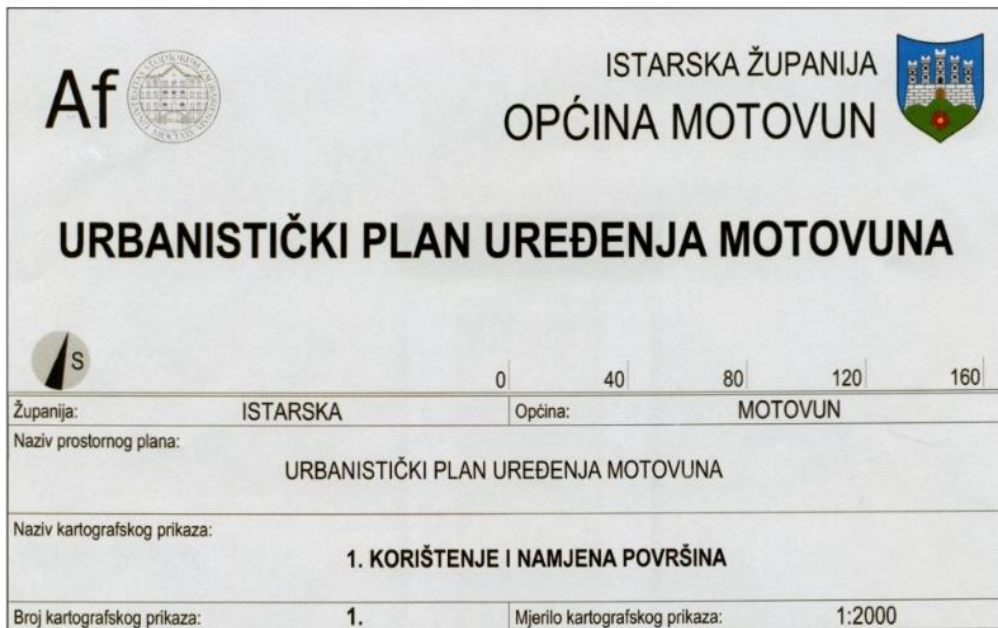 Af
ISTARSKA ŽUPANIJA
OPĆINA MOTOVUN
URBANISTIČKI PLAN UREĐENJA MOTOVUNA
S
0 40 80 120 160
Županija: ISTARSKA Općina: MOTOVUN
Naziv prostornog plana:
URBANISTIČKI PLAN UREĐENJA MOTOVUNA
Naziv kartografskog prikaza:
1. KORIŠTENJE I NAMJENA POVRŠINA
Broj kartografskog prikaza: 1. Mjerilo kartografskog prikaza: 1:2000